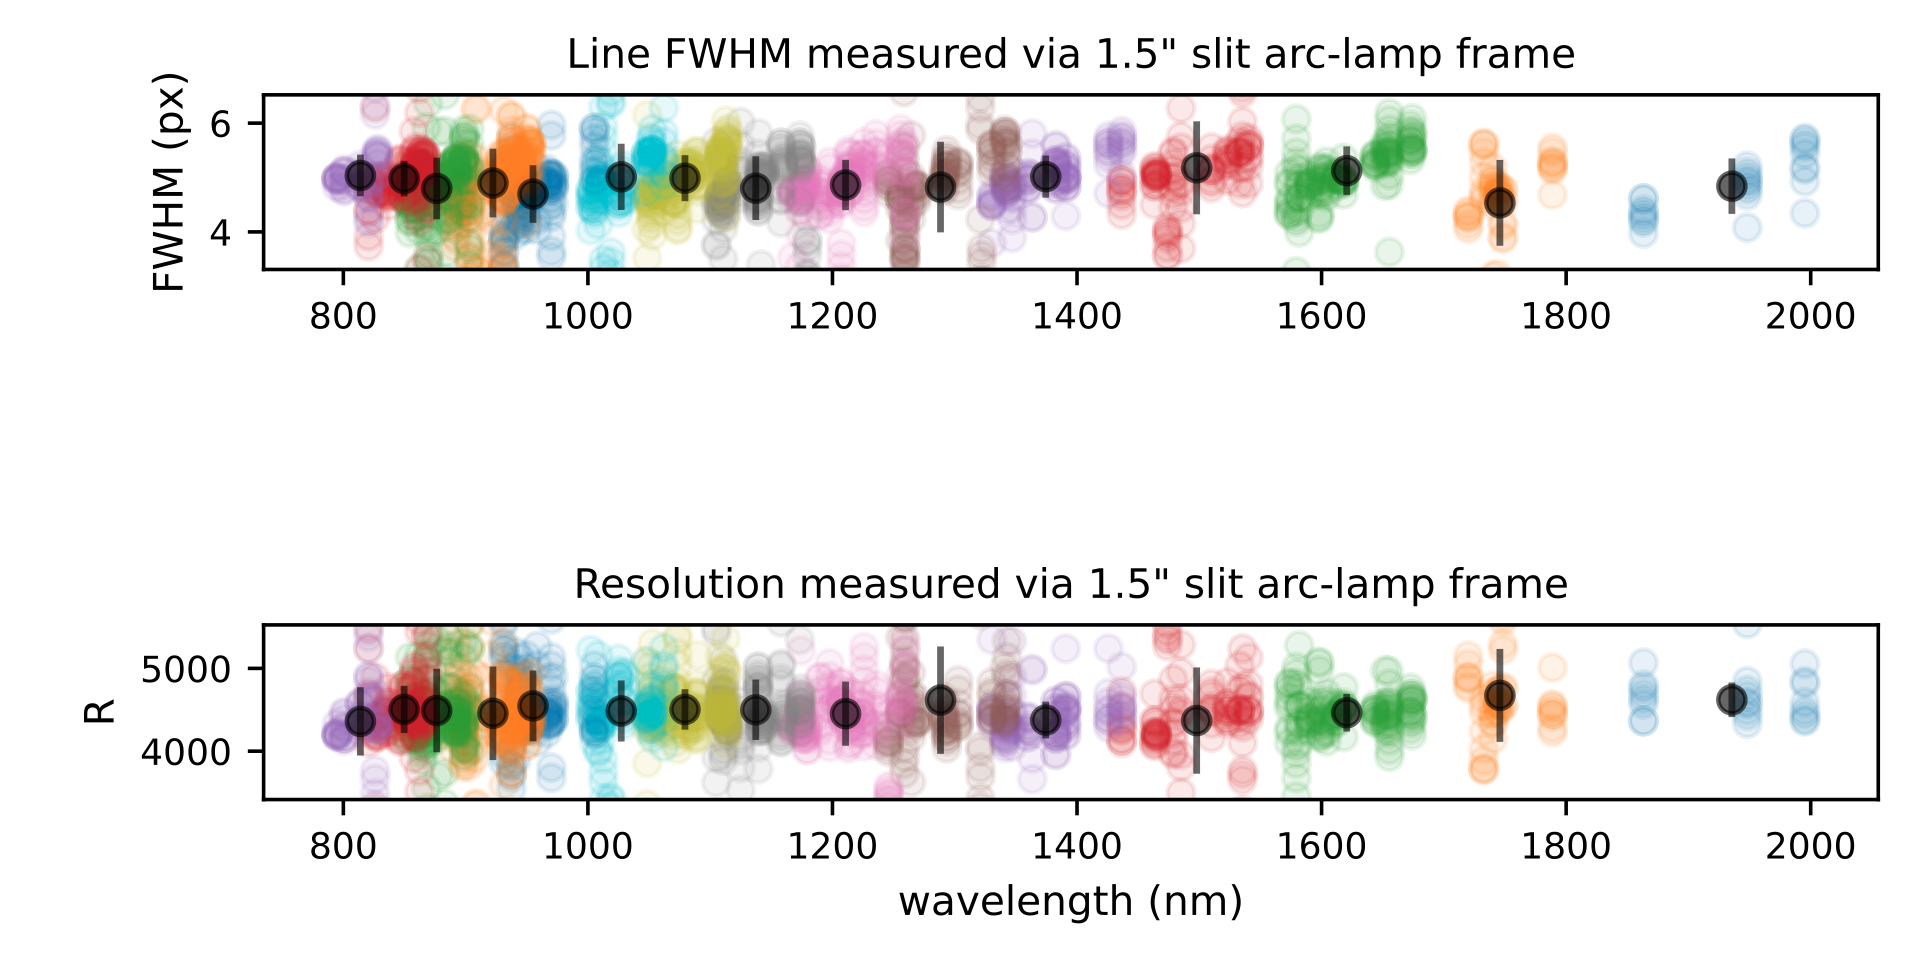 Line FWHM measured via 1.5" slit arc-lamp frame
FWHM (px)
6
4
800 1000 1200 1400 1600 1800 2000
Resolution measured via 1.5" slit arc-lamp frame
R
5000
4000
800 1000 1200 1400 1600 1800 2000
wavelength (nm)